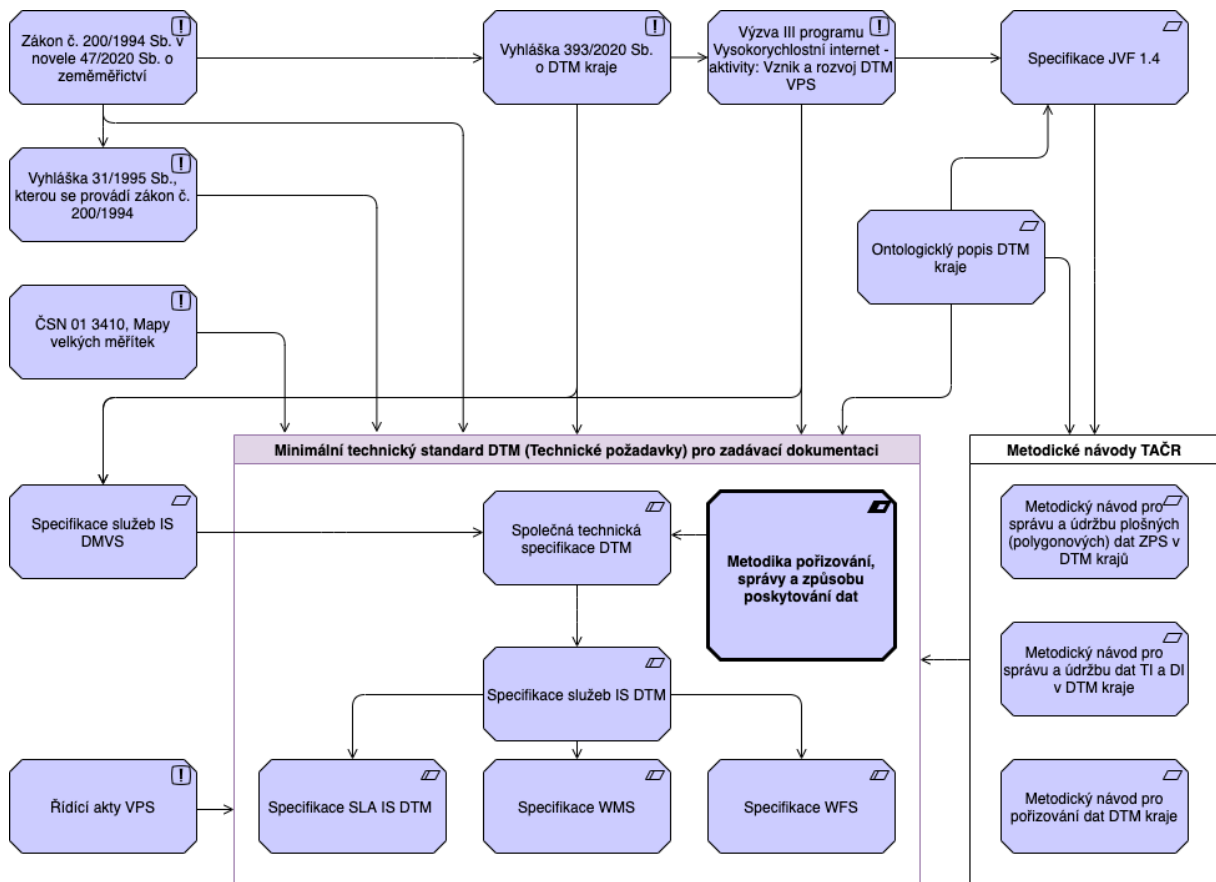 Zákon č. 200/1994 Sb. v
novele 47/2020 Sb. o
zeměměřictví
Vyhláška 393/2020 Sb.
o DTM kraje
Výzva III programu
Vysokorychlostní internet -
aktivity: Vznik a rozvoj DTM
VPS
Specifikace JVF 1.4
Vyhláška 31/1995 Sb.,
kterou se provádí zákon č.
200/1994
Ontologicklý popis DTM
kraje
ČSN 01 3410, Mapy
velkých měřítek
Minimální technický standard DTM (Technické požadavky) pro zadávací dokumentaci
Metodické návody TAČR
Specifikace služeb IS
DMVS
Společná technická
specifikace DTM
Metodika pořizování,
správy a způsobu
poskytování dat
Metodický návod pro
správu a údržbu plošných
(polygonových) dat ZPS v
DTM krajů
Specifikace služeb IS DTM
Metodický návod pro
správu a údržbu dat TI a DI
v DTM kraje
Řídící akty VPS
Specifikace SLA IS DTM
Specifikace WMS
Specifikace WFS
Metodický návod pro
pořizování dat DTM kraje